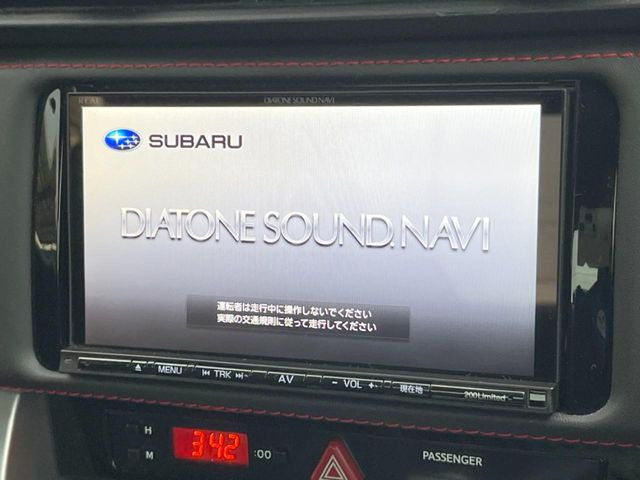 R.CAL DIATONE SOUND.NAVI
SUBARU
DIATONE SOUND.NAVI
運転者は走行中に操作しないでください
実際の交通規則に従って走行してください
MENU TRK AV − VOL + 現在地 200Limited
H
M
3:42 :00
PASSENGER